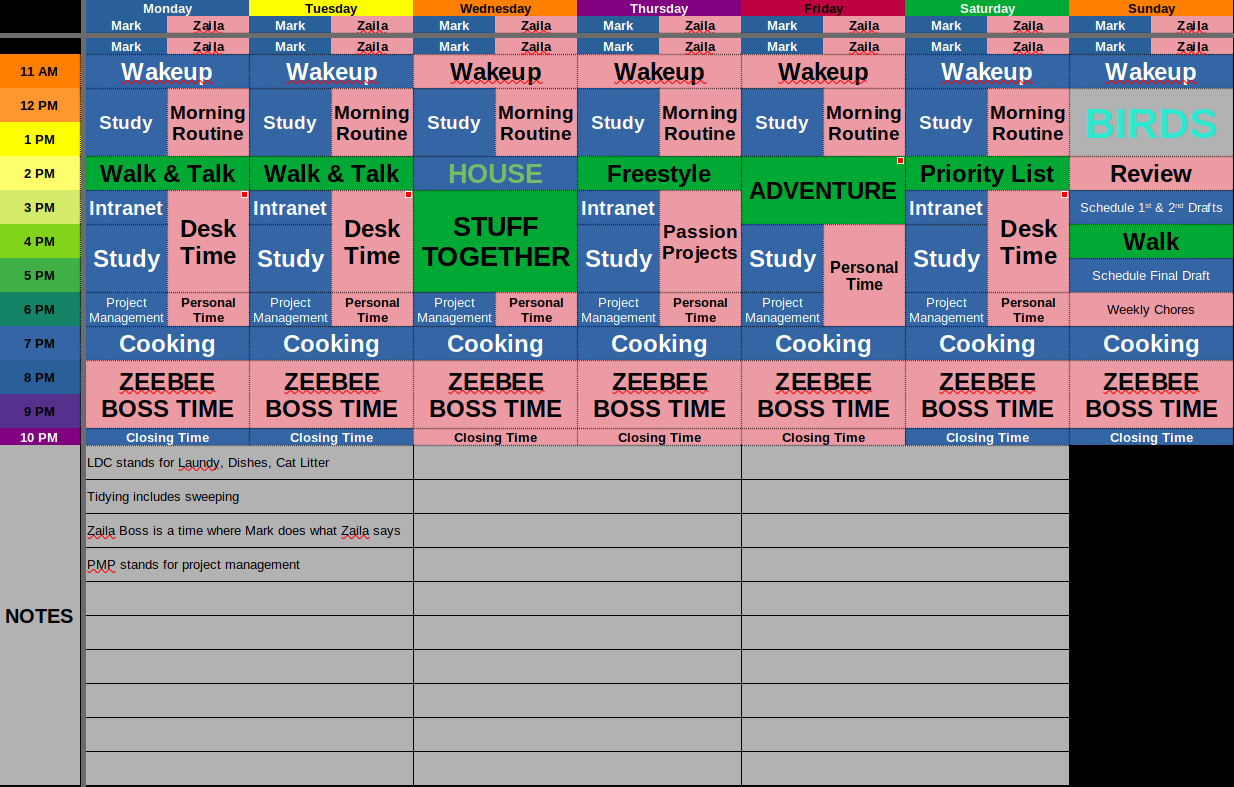 Monday Tuesday Wednesday Thursday Friday Saturday Sunday
Mark Zaila Mark Zaila Mark Zaila Mark Zaila Mark Zaila Mark Zaila Mark Zaila
Mark Zaila Mark Zaila Mark Zaila Mark Zaila Mark Zaila Mark Zaila Mark Zaila
11 AM Wakeup Wakeup Wakeup Wakeup Wakeup Wakeup Wakeup
12 PM Study Morning Routine Study Morning Routine Study Morning Routine Study Morning Routine Study Morning Routine Study Morning Routine BIRDS
1 PM
2 PM Walk & Talk Walk & Talk HOUSE Freestyle ADVENTURE Priority List Review
3 PM Intranet Desk Time Intranet Desk Time STUFF TOGETHER Intranet Passion Projects Intranet Desk Time Schedule 1st & 2nd Drafts
4 PM Study Study Study Study Personal Time Study Walk
5 PM Schedule Final Draft
6 PM Project Management Personal Time Project Management Personal Time Project Management Personal Time Project Management Personal Time Project Management Project Management Personal Time Weekly Chores
7 PM Cooking Cooking Cooking Cooking Cooking Cooking Cooking
8 PM ZEEBEE ZEEBEE ZEEBEE ZEEBEE ZEEBEE ZEEBEE ZEEBEE
9 PM BOSS TIME BOSS TIME BOSS TIME BOSS TIME BOSS TIME BOSS TIME BOSS TIME
10 PM Closing Time Closing Time Closing Time Closing Time Closing Time Closing Time Closing Time
NOTES
LDC stands for Laundy, Dishes, Cat Litter
Tidying includes sweeping
Zaila Boss is a time where Mark does what Zaila says
PMP stands for project management